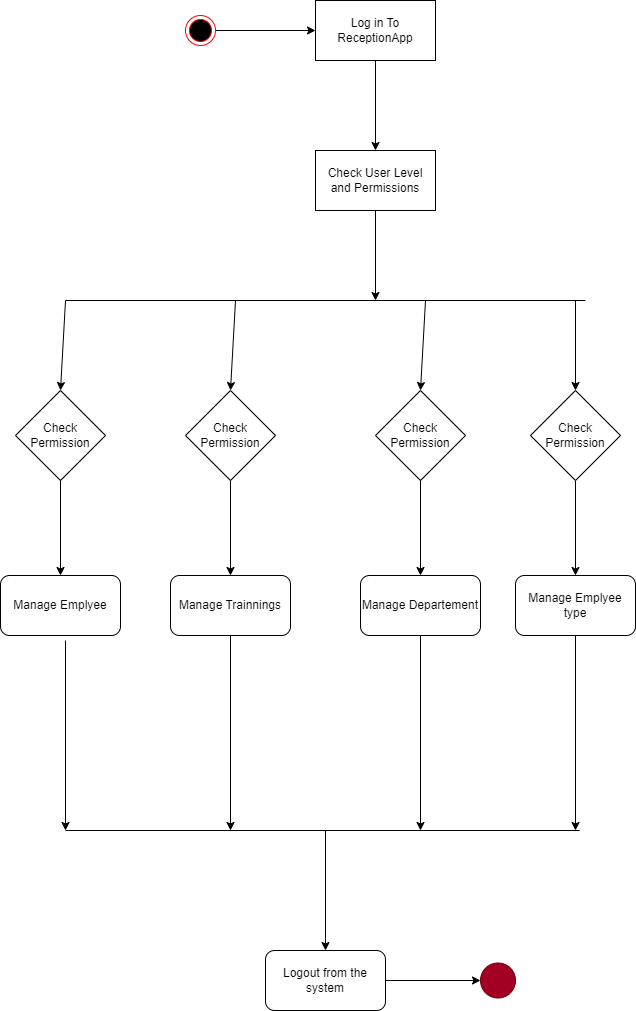 Log in To
ReceptionApp
Check User Level
and Permissions
Check
Permission
Check
Permission
Check
Permission
Check
Permission
Manage Emplyee
Manage Trainnings
Manage Departement
Manage Emplyee
type
Logout from the
system